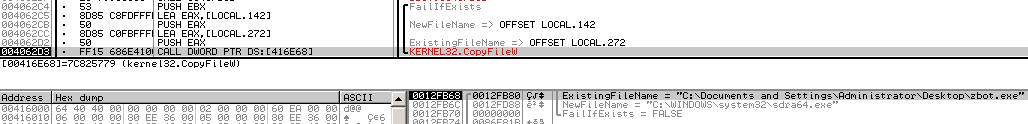 004062C4 . 53 PUSH EBX FailIfExists
004062C5 . 8D85 C8FDFFFF LEA EAX,[LOCAL.142]
004062CB . 50 PUSH EAX NewFileName => OFFSET LOCAL.142
004062CC . 8D85 C0FBFFFF LEA EAX,[LOCAL.272]
004062D2 . 50 PUSH EAX ExistingFileName => OFFSET LOCAL.272
004062D3 . FF15 686E4100 CALL DWORD PTR DS:[416E68] KERNEL32.CopyFileW
[00416E68]=7C825779 (kernel32.CopyFileW)
Address Hex dump ASCII 0012FB68 0012FB80 ExistingFileName = "C:\Documents and Settings\Administrator\Desktop\zbot.exe"
00416000 64 40 40 00 00 00 00 00 02 00 00 00 60 EA 00 00 d@@ 0012FB6C 0012FD88 NewFileName = "C:\WINDOWS\system32\sdra64.exe"
00416010 06 00 00 00 80 EE 36 00 05 00 00 00 80 EE 36 00 0012FB70 00000000 FailIfExists = FALSE
0012FB74